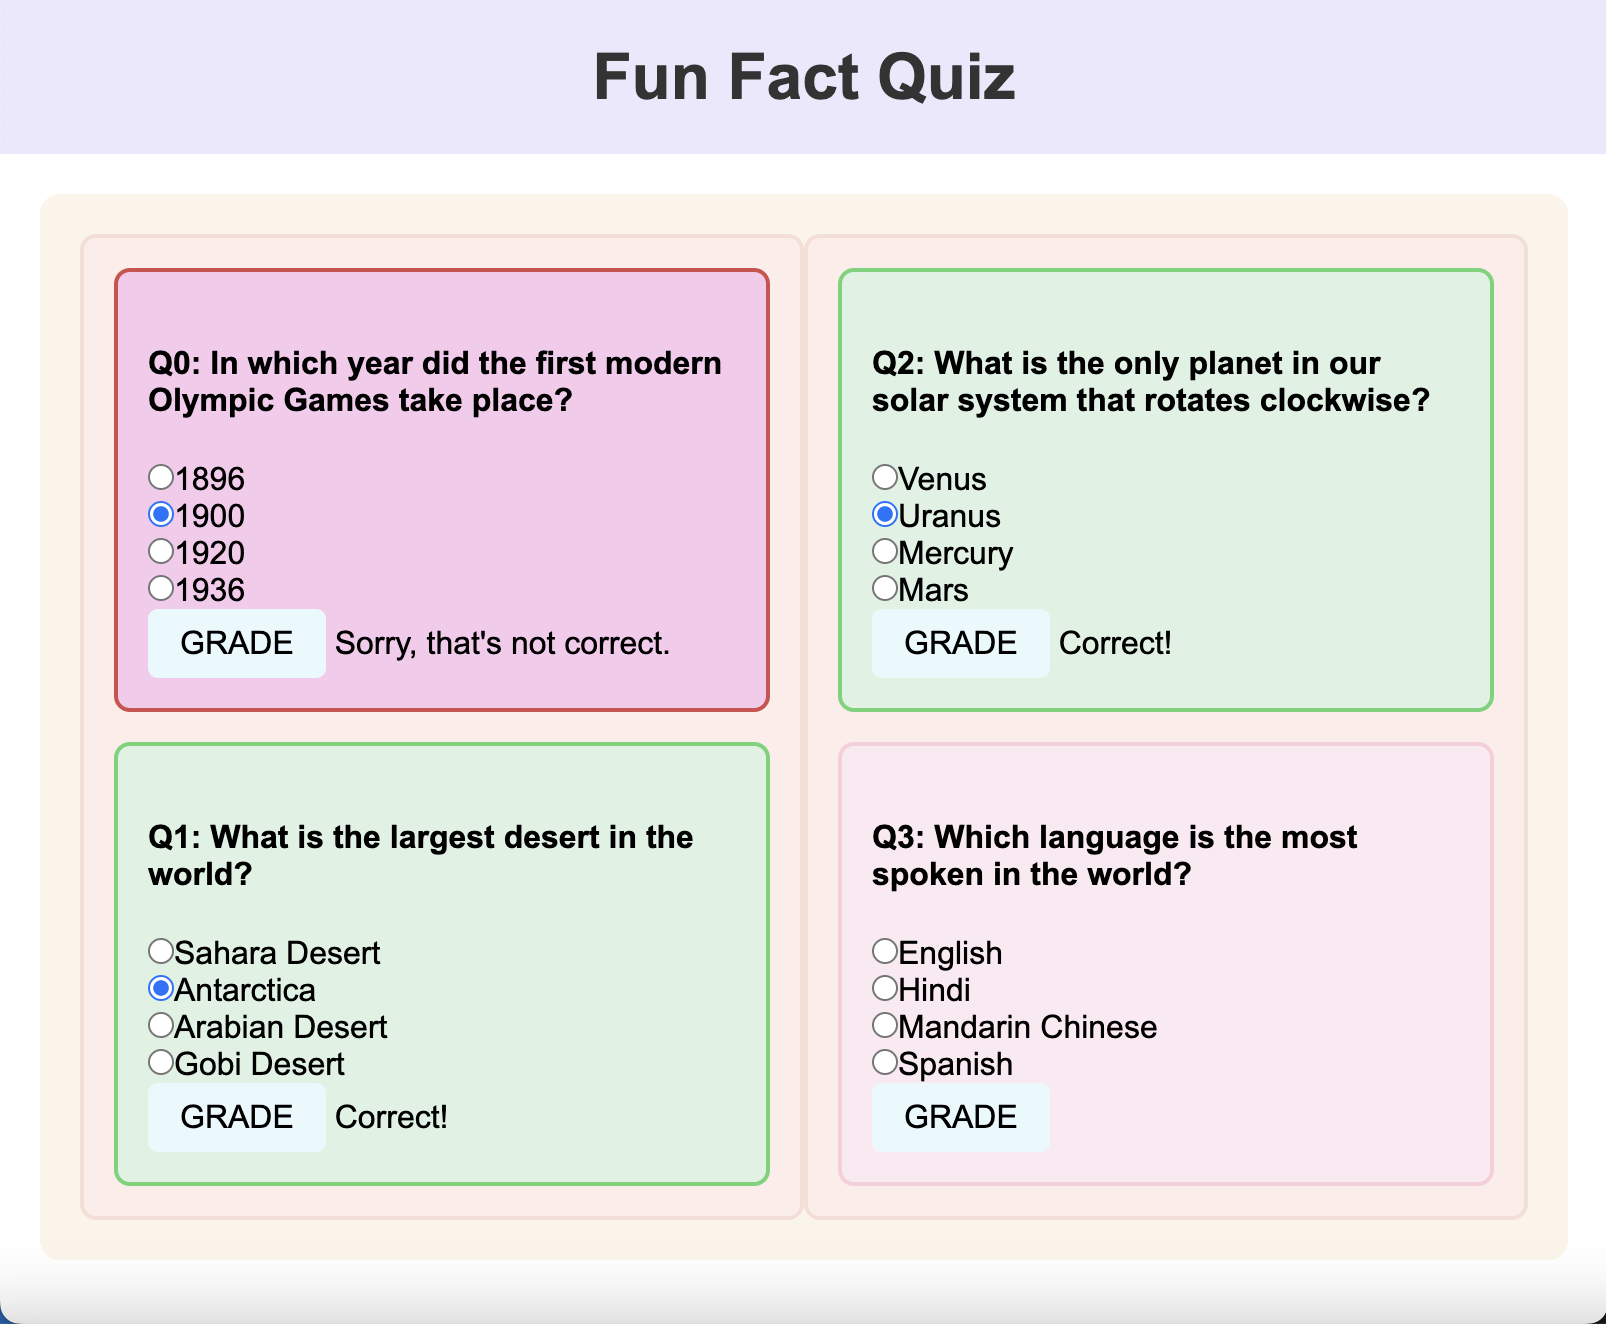 Fun Fact Quiz
Q0: In which year did the first modern
Olympic Games take place?
1896
1900
1920
1936
GRADE Sorry, that's not correct.
Q1: What is the largest desert in the
world?
Sahara Desert
Antarctica
Arabian Desert
Gobi Desert
GRADE Correct!
Q2: What is the only planet in our
solar system that rotates clockwise?
Venus
Uranus
Mercury
Mars
GRADE Correct!
Q3: Which language is the most
spoken in the world?
English
Hindi
Mandarin Chinese
Spanish
GRADE